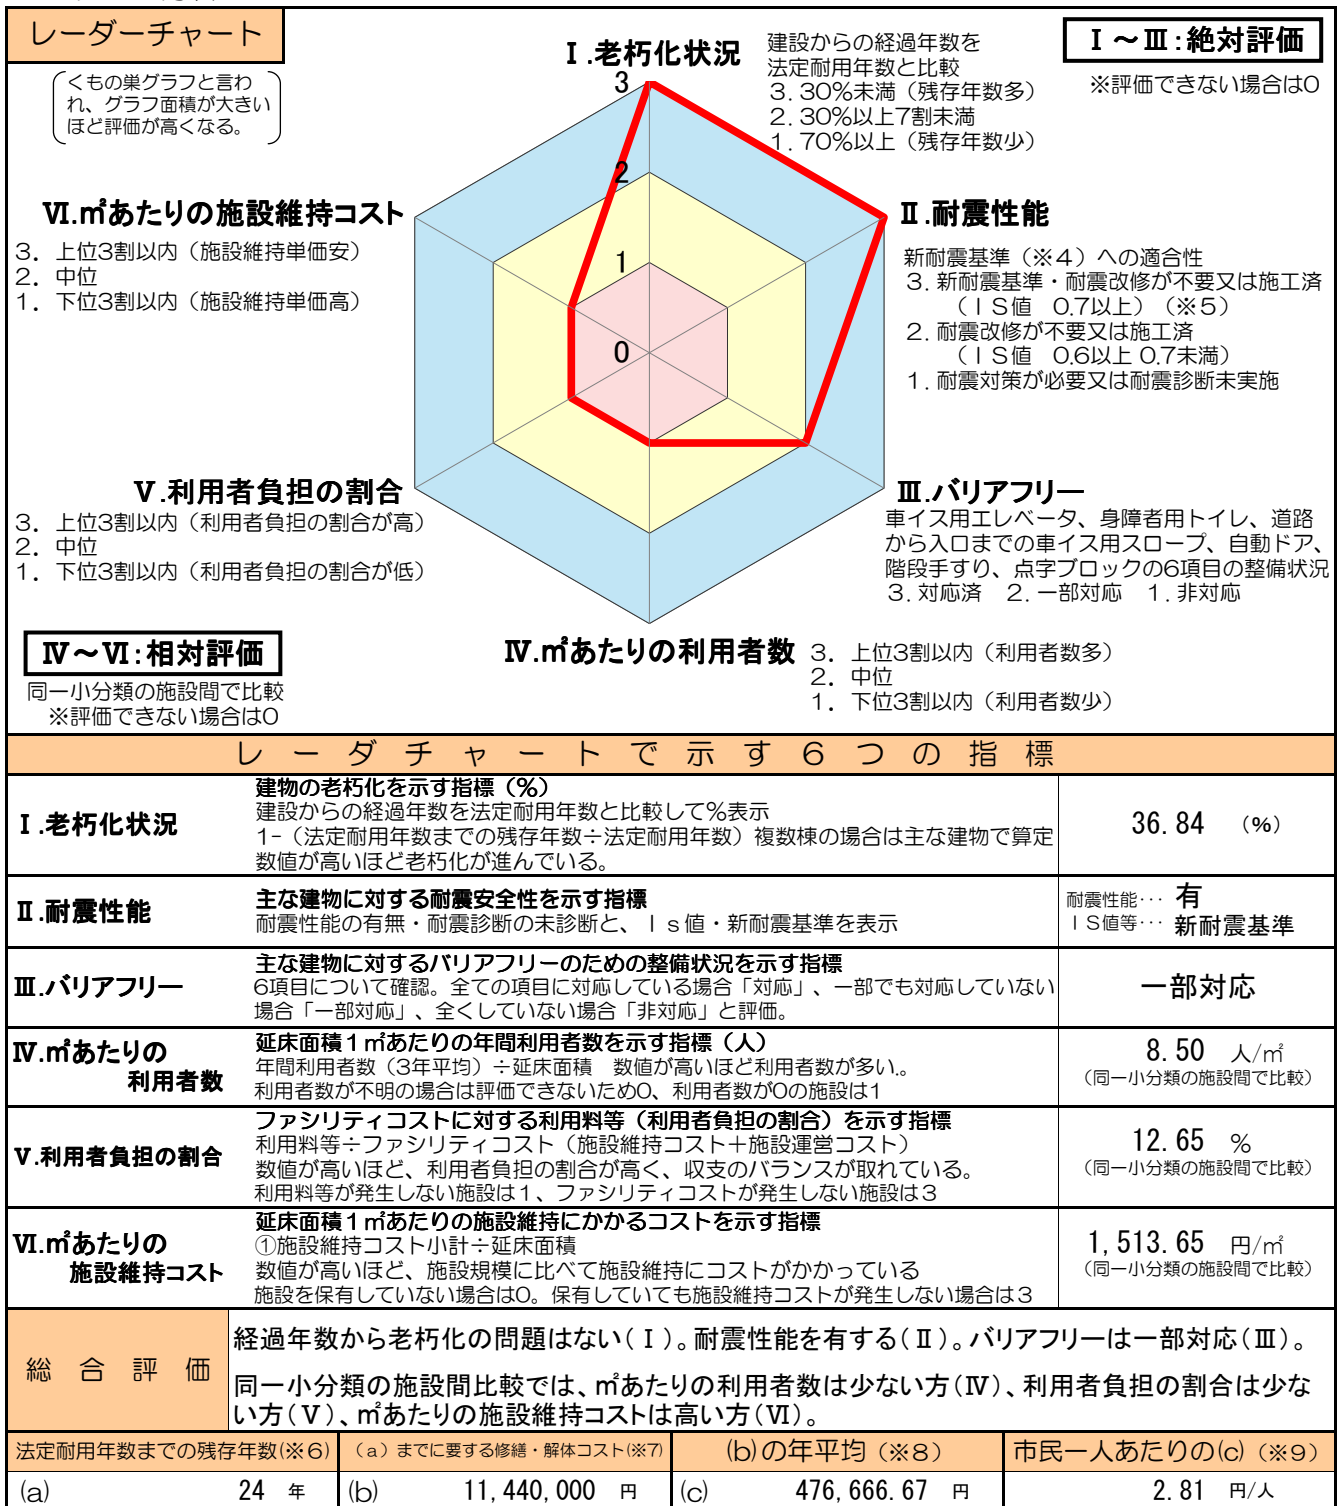 レーダーチャート
くもの巣グラフと言わ
れ、グラフ面積が大きい
ほど評価が高くなる。
Ⅰ.老朽化状況
建設からの経過年数を
法定耐用年数と比較
3.30%未満（残存年数多）
2.30%以上7割未満
1.70%以上（残存年数少）
Ⅰ～Ⅲ:絶対評価
※評価できない場合は0
3
2
1
0
Ⅵ.㎡あたりの施設維持コスト
3. 上位3割以内（施設維持単価安）
2. 中位
1. 下位3割以内（施設維持単価高）
Ⅱ.耐震性能
新耐震基準（※4）への適合性
3.新耐震基準・耐震改修が不要又は施工済
（ＩＳ値　0.7以上）（※5）
2.耐震改修が不要又は施工済
（ＩＳ値　0.6以上 0.7未満）
1.耐震対策が必要又は耐震診断未実施
Ⅴ.利用者負担の割合
3. 上位3割以内（利用者負担の割合が高）
2. 中位
1. 下位3割以内（利用者負担の割合が低）
Ⅲ.バリアフリー
車イス用エレベータ、身障者用トイレ、道路
から入口までの車イス用スロープ、自動ドア、
階段手すり、点字ブロックの6項目の整備状況
3.対応済　2.一部対応　1.非対応
Ⅳ～Ⅵ:相対評価
同一小分類の施設間で比較
※評価できない場合は0
Ⅳ.㎡あたりの利用者数
3. 上位3割以内（利用者数多）
2. 中位
1. 下位3割以内（利用者数少）
レーダチャートで示す６つの指標
Ⅰ.老朽化状況
建物の老朽化を示す指標（%）
建設からの経過年数を法定耐用年数と比較して%表示
1-（法定耐用年数までの残存年数÷法定耐用年数）複数棟の場合は主な建物で算定
数値が高いほど老朽化が進んでいる。
36.84 （%）
Ⅱ.耐震性能
主な建物に対する耐震安全性を示す指標
耐震性能の有無・耐震診断の未診断と、Ｉｓ値・新耐震基準を表示
耐震性能… 有
ＩＳ値等… 新耐震基準
Ⅲ.バリアフリー
主な建物に対するバリアフリーのための整備状況を示す指標
6項目について確認。全ての項目に対応している場合「対応」、一部でも対応していない
場合「一部対応」、全くしていない場合「非対応」と評価。
一部対応
Ⅳ.㎡あたりの
利用者数
延床面積１㎡あたりの年間利用者数を示す指標（人）
年間利用者数（3年平均）÷延床面積　数値が高いほど利用者数が多い。
利用者数が不明の場合は評価できないため0、利用者数が0の施設は1
8.50 人/㎡
（同一小分類の施設間で比較）
Ⅴ.利用者負担の割合
ファシリティコストに対する利用料等（利用者負担の割合）を示す指標
利用料等÷ファシリティコスト（施設維持コスト＋施設運営コスト）
数値が高いほど、利用者負担の割合が高く、収支のバランスが取れている。
利用料等が発生しない施設は１、ファシリティコストが発生しない施設は３
12.65 %
（同一小分類の施設間で比較）
Ⅵ.㎡あたりの
施設維持コスト
延床面積１㎡あたりの施設維持にかかるコストを示す指標
①施設維持コスト小計÷延床面積
数値が高いほど、施設規模に比べて施設維持にコストがかかっている
施設を保有していない場合は0。保有していても施設維持コストが発生しない場合は３
1,513.65 円/㎡
（同一小分類の施設間で比較）
総合評価
経過年数から老朽化の問題はない(Ⅰ)。耐震性能を有する(Ⅱ)。バリアフリーは一部対応(Ⅲ)。
同一小分類の施設間比較では、㎡あたりの利用者数は少ない方(Ⅳ)、利用者負担の割合は少な
い方(Ⅴ)、㎡あたりの施設維持コストは高い方(Ⅵ)。
法定耐用年数までの残存年数(※6)
（a）までに要する修繕・解体コスト(※7)
(b)の年平均（※8）
市民一人あたりの(c)（※9）
(a) 24 年
(b) 11,440,000 円
(c) 476,666.67 円
2.81 円/人